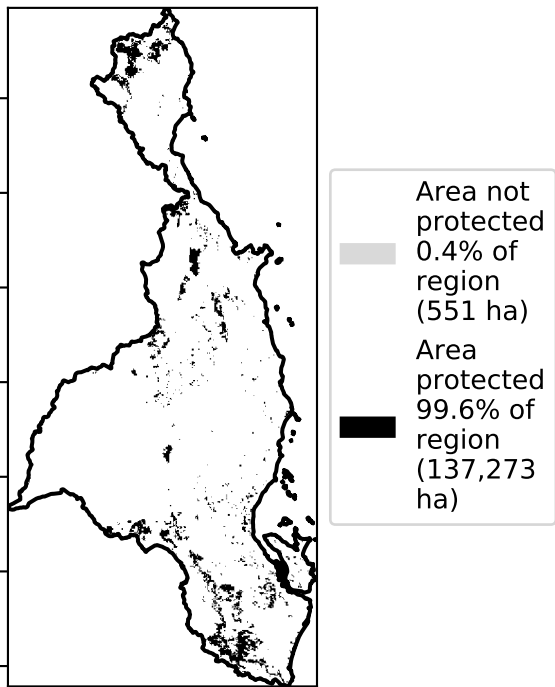 Area not
protected
0.4% of
region
(551 ha)
Area
protected
99.6% of
region
(137,273
ha)